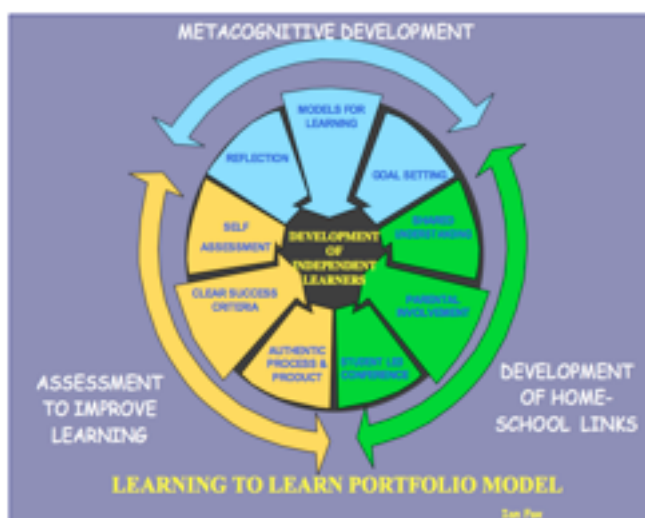 METACOGNITIVE DEVELOPMENT
MODELS FOR
LEARNING
REFLECTION
GOAL SETTING
SELF
ASSESSMENT
SHARED
UNDERSTANDING
DEVELOPMENT
OF
INDEPENDENT
LEARNERS
CLEAR SUCCESS
CRITERIA
PARENTAL
INVOLVEMENT
AUTHENTIC
PROCESS &
PRODUCT
STUDENT LED
CONFERENCE
ASSESSMENT
TO IMPROVE
LEARNING
DEVELOPMENT
OF HOME-
SCHOOL LINKS
LEARNING TO LEARN PORTFOLIO MODEL
Ian